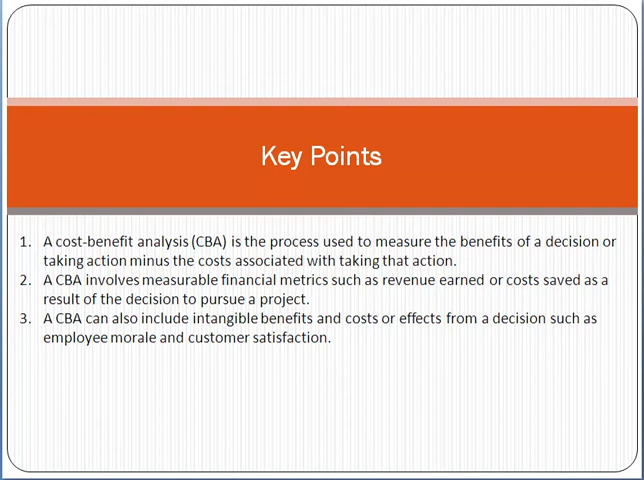 Key Points
1. A cost-benefit analysis (CBA) is the process used to measure the benefits of a decision or
taking action minus the costs associated with taking that action.
2. A CBA involves measurable financial metrics such as revenue earned or costs saved as a
result of the decision to pursue a project.
3. A CBA can also include intangible benefits and costs or effects from a decision such as
employee morale and customer satisfaction.